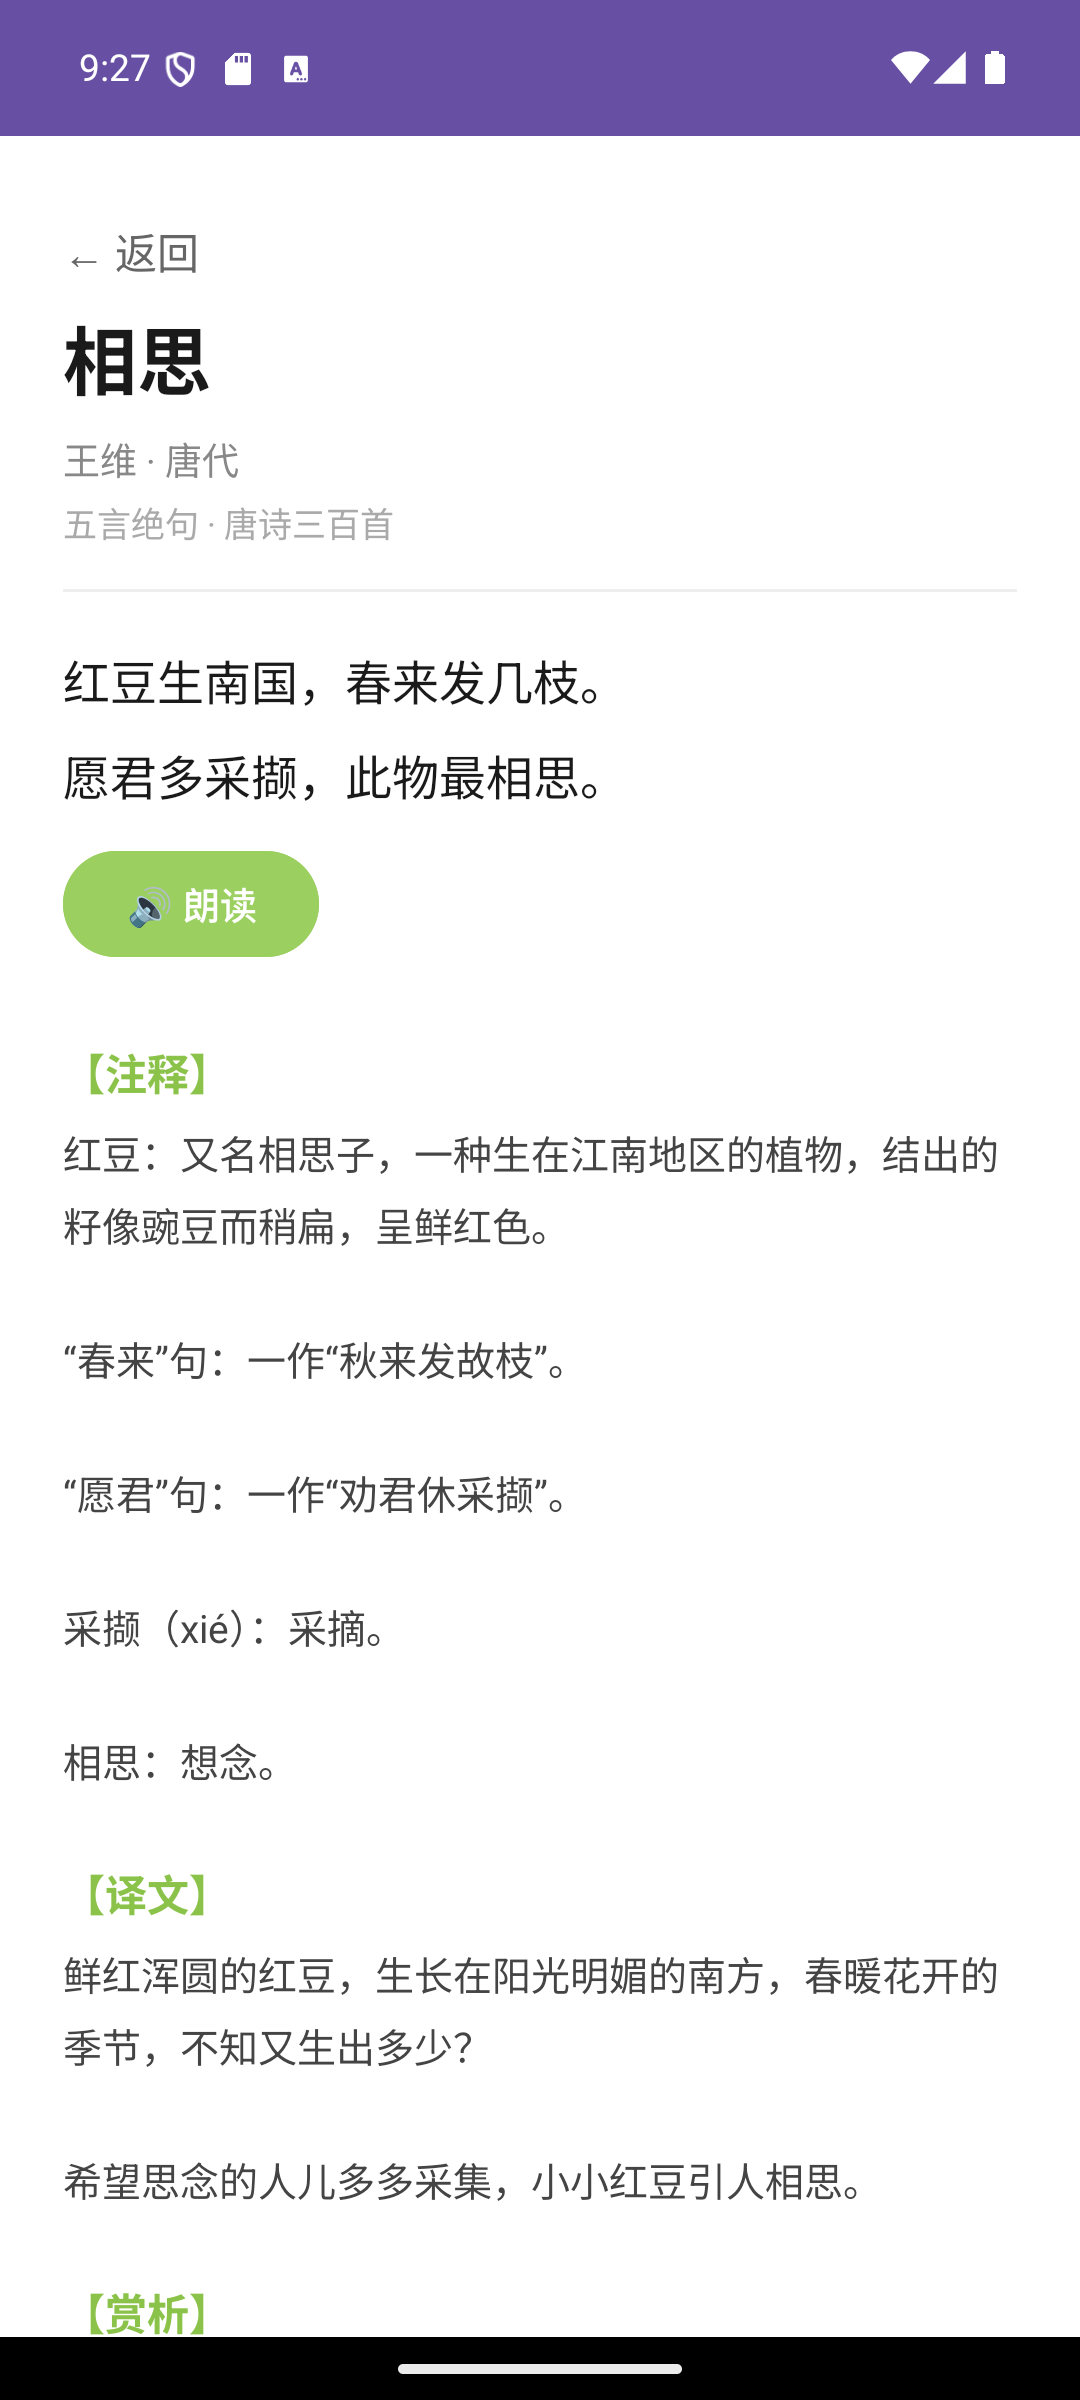 9:27
← 返回
相思
王维 · 唐代
五言绝句 · 唐诗三百首
红豆生南国，春来发几枝。
愿君多采撷，此物最相思。
🔊 朗读
【注释】
红豆：又名相思子，一种生在江南地区的植物，结出的
籽像豌豆而稍扁，呈鲜红色。
“春来”句：一作“秋来发故枝”。
“愿君”句：一作“劝君休采撷”。
采撷（xié）：采摘。
相思：想念。
【译文】
鲜红浑圆的红豆，生长在阳光明媚的南方，春暖花开的
季节，不知又生出多少？
希望思念的人儿多多采集，小小红豆引人相思。
【赏析】